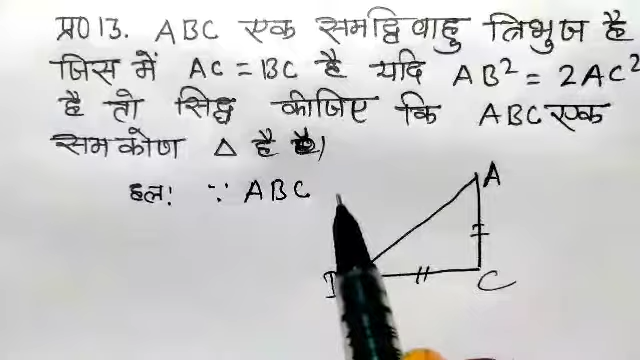 प्र013. ABC एक समद्विबाहु त्रिभुज है
जिस में AC = BC है यदि AB² = 2AC²
है तो सिद्ध कीजिए कि ABC एक
समकोण △ है
हल: ∵ ABC
A
C